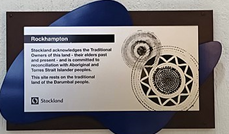 Rockhampton
Stockland acknowledges the Traditional
Owners of this land - their elders past
and present - and is committed to
reconciliation with Aboriginal and
Torres Strait Islander peoples.
This site rests on the traditional
land of the Darumbal people.
Stockland